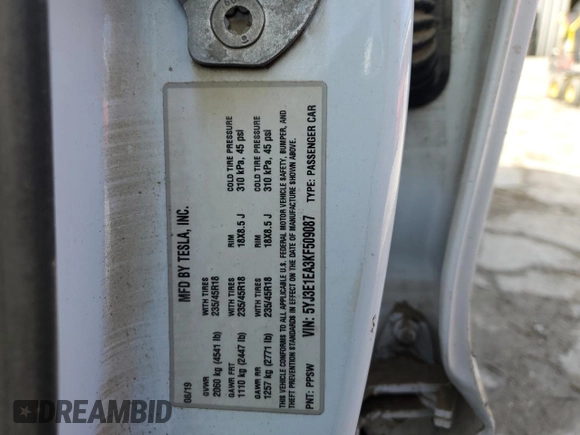 MFD BY TESLA, INC.
08/19
GVWR
2060 kg (4541 lb)
WITH TIRES
235/45R18
RIM
18X8.5 J
COLD TIRE PRESSURE
310 kPa, 45 psi
GAWR FRT
1110 kg (2447 lb)
WITH TIRES
235/45R18
RIM
18X8.5 J
COLD TIRE PRESSURE
310 kPa, 45 psi
GAWR RR
1257 kg (2771 lb)
WITH TIRES
235/45R18
THIS VEHICLE CONFORMS TO ALL APPLICABLE U.S. FEDERAL MOTOR VEHICLE SAFETY, BUMPER, AND
THEFT PREVENTION STANDARDS IN EFFECT ON THE DATE OF MANUFACTURE SHOWN ABOVE.
VIN: 5YJ3E1EA3KF509087
PNT: PPSW
TYPE: PASSENGER CAR
DREAMBID